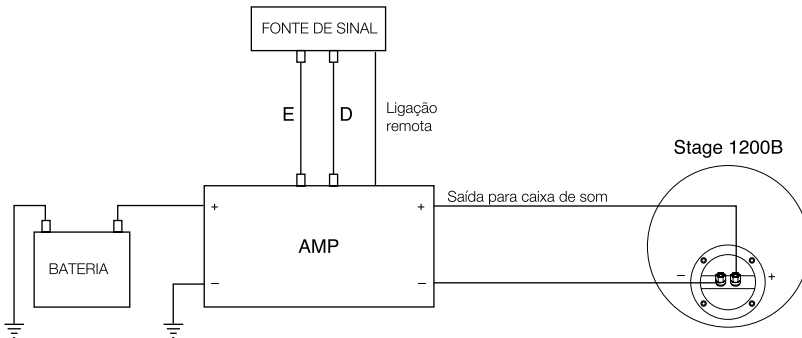 FONTE DE SINAL
E
D
Ligação
remota
Stage 1200B
+
+
Saída para caixa de som
AMP
BATERIA
−
−
−
+